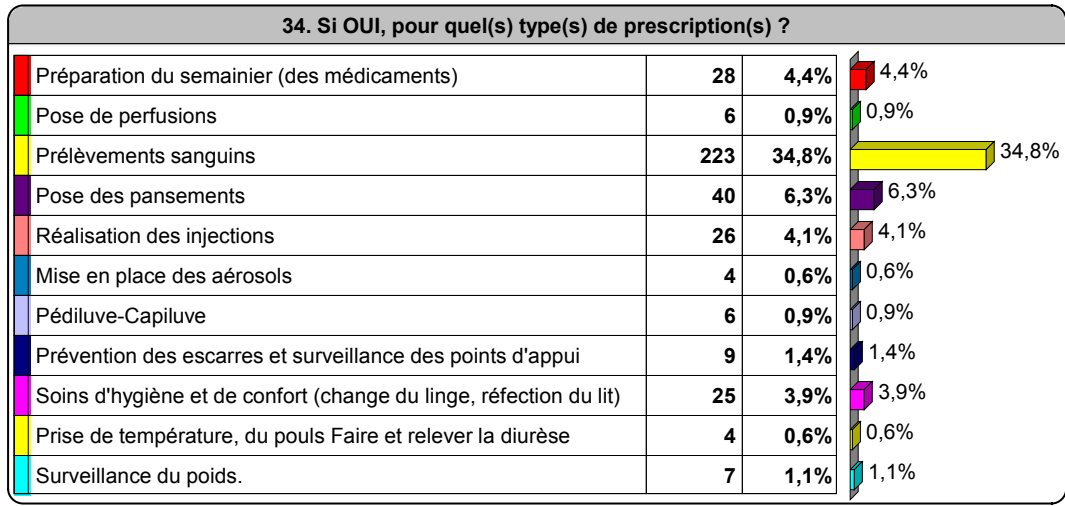 34. Si OUI, pour quel(s) type(s) de prescription(s) ?
Préparation du semainier (des médicaments) 28 4,4% 4,4%
Pose de perfusions 6 0,9% 0,9%
Prélèvements sanguins 223 34,8% 34,8%
Pose des pansements 40 6,3% 6,3%
Réalisation des injections 26 4,1% 4,1%
Mise en place des aérosols 4 0,6% 0,6%
Pédiluve-Capiluve 6 0,9% 0,9%
Prévention des escarres et surveillance des points d'appui 9 1,4% 1,4%
Soins d'hygiène et de confort (change du linge, réfection du lit) 25 3,9% 3,9%
Prise de température, du pouls Faire et relever la diurèse 4 0,6% 0,6%
Surveillance du poids. 7 1,1% 1,1%